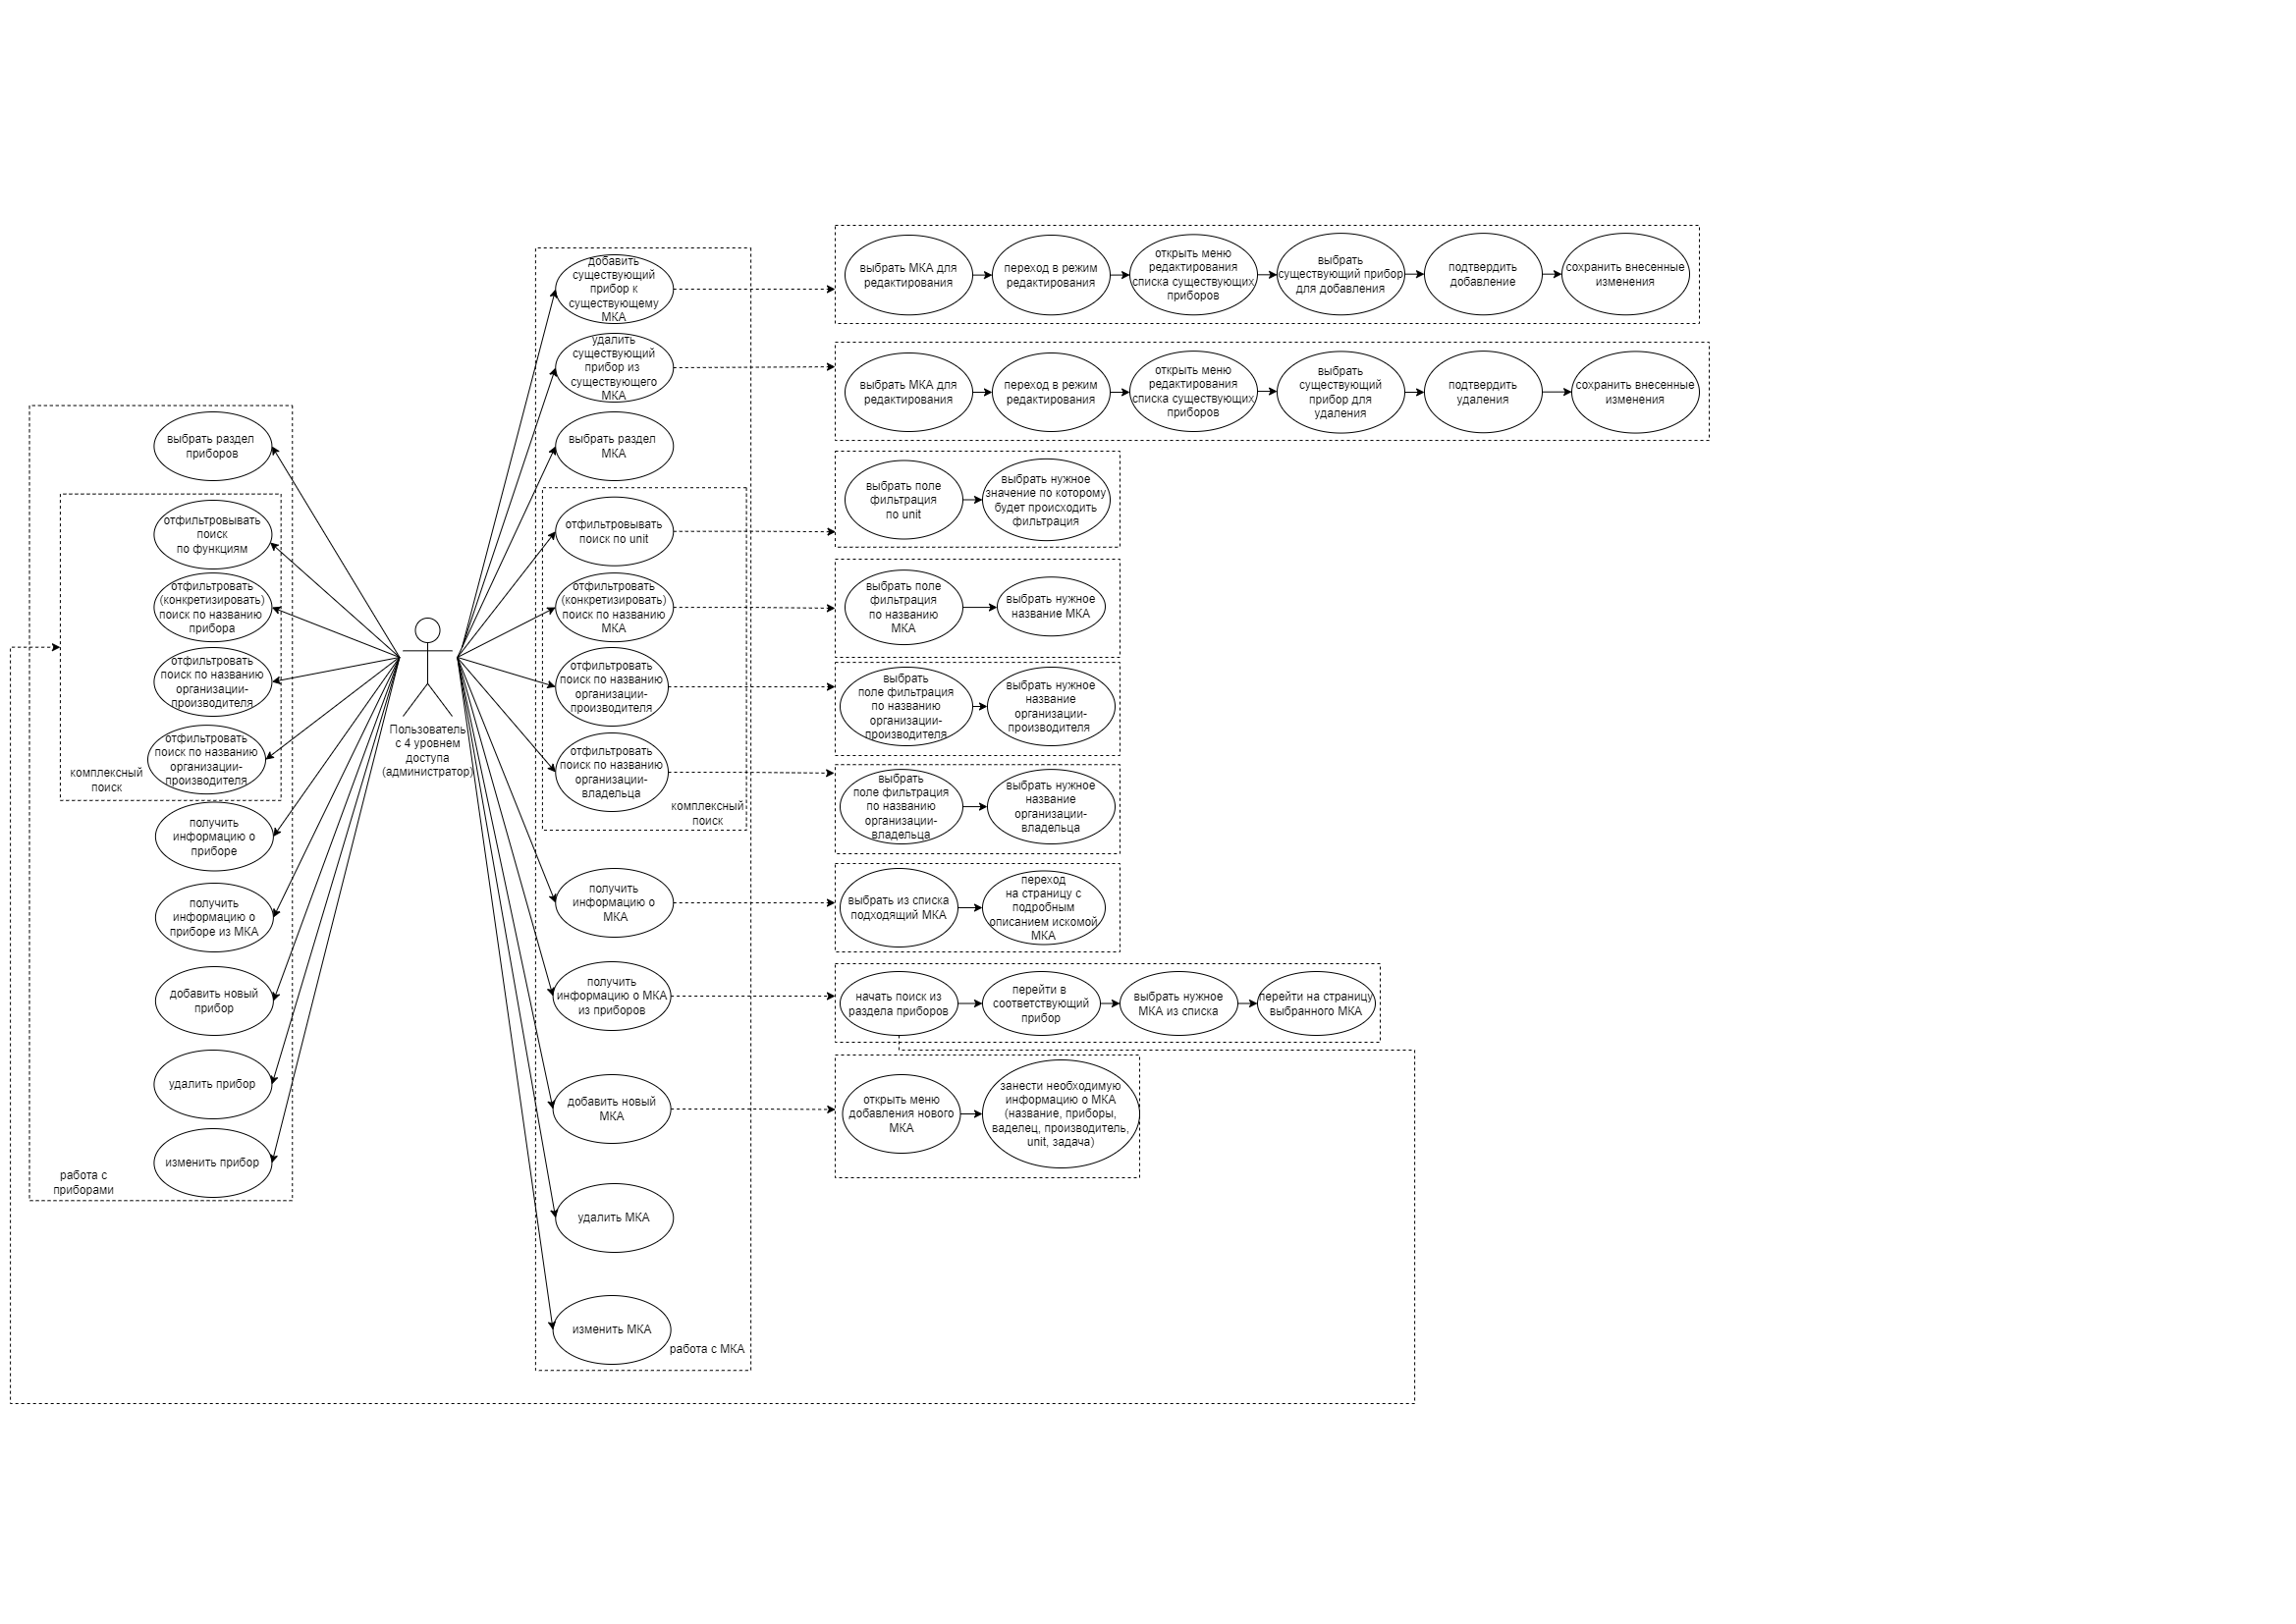 выбрать раздел
приборов
отфильтровывать
поиск
по функциям
отфильтровать
(конкретизировать)
поиск по названию
прибора
отфильтровать
поиск по названию
организации-
производителя
отфильтровать
поиск по названию
организации-
производителя
комплексный
поиск
получить
информацию о
приборе
получить
информацию о
приборе из МКА
добавить новый
прибор
удалить прибор
изменить прибор
работа с
приборами
Пользователь
с 4 уровнем
доступа
(администратор)
добавить
существующий
прибор к
существующему
МКА
удалить
существующий
прибор из
существующего
МКА
выбрать раздел
МКА
отфильтровывать
поиск по unit
отфильтровать
(конкретизировать)
поиск по названию
МКА
отфильтровать
поиск по названию
организации-
производителя
отфильтровать
поиск по названию
организации-
владельца
комплексный
поиск
получить
информацию о
МКА
получить
информацию о МКА
из приборов
добавить новый
МКА
удалить МКА
изменить МКА
работа с МКА
выбрать МКА для
редактирования
переход в режим
редактирования
открыть меню
редактирования
списка существующих
приборов
выбрать
существующий прибор
для добавления
подтвердить
добавление
сохранить внесенные
изменения
выбрать МКА для
редактирования
переход в режим
редактирования
открыть меню
редактирования
списка существующих
приборов
выбрать
существующий
прибор для
удаления
подтвердить
удаления
сохранить внесенные
изменения
выбрать поле
фильтрация
по unit
выбрать нужное
значение по которому
будет происходить
фильтрация
выбрать поле
фильтрация
по названию
МКА
выбрать нужное
название МКА
выбрать
поле фильтрация
по названию
организации-
производителя
выбрать нужное
название
организации-
производителя
выбрать
поле фильтрация
по названию
организации-
владельца
выбрать нужное
название
организации-
владельца
выбрать из списка
подходящий МКА
переход
на страницу с
подробным
описанием искомой
МКА
начать поиск из
раздела приборов
перейти в
соответствующий
прибор
выбрать нужное
МКА из списка
перейти на страницу
выбранного МКА
открыть меню
добавления нового
МКА
занести необходимую
информацию о МКА
(название, приборы,
ваделец, производитель,
unit, задача)